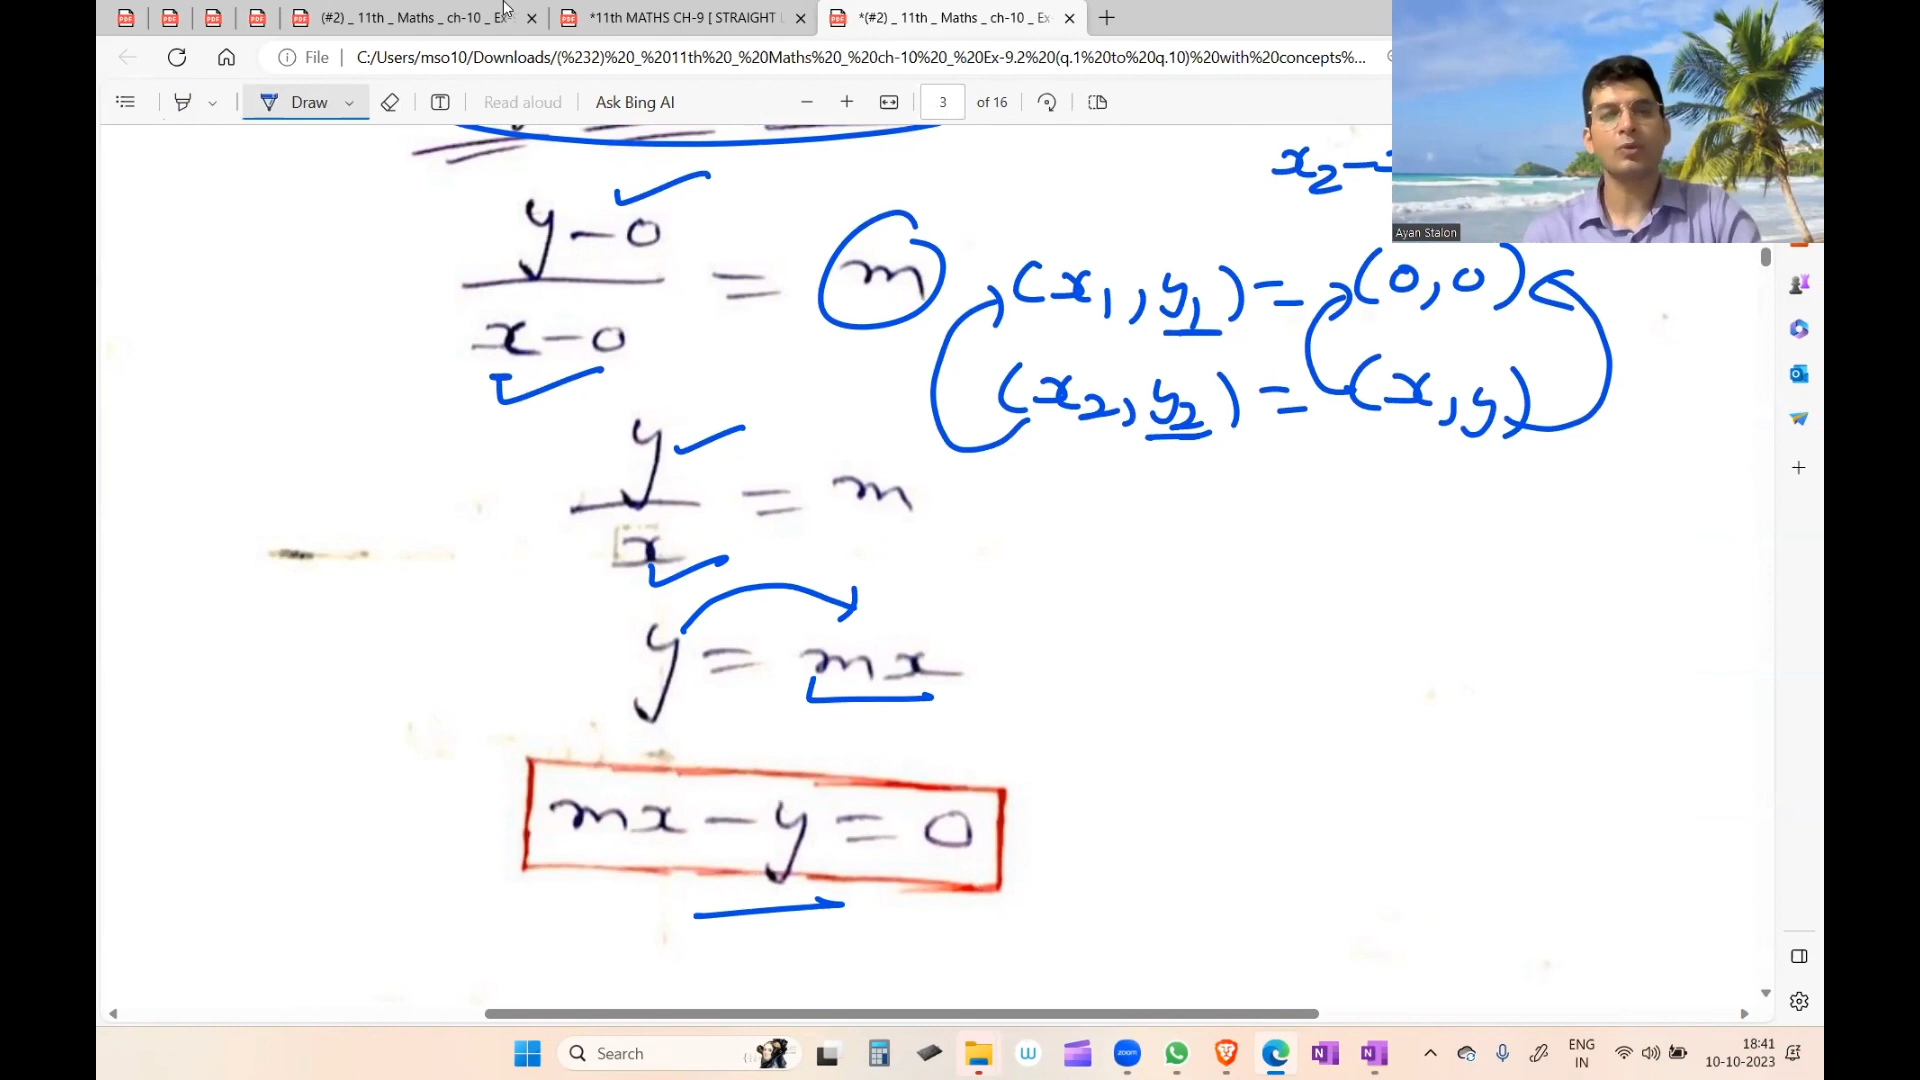 (#2) _ 11th _ Maths _ ch-10 _ Ex
*11th MATHS CH-9 [ STRAIGHT
*(#2) _ 11th _ Maths _ ch-10 _ Ex
File
C:/Users/mso10/Downloads/(%232)%20_%2011th%20_%20Maths%20_%20ch-10%20_%20Ex-9.2%20(q.1%20to%20q.10)%20with%20concepts%...
Draw
Read aloud
Ask Bing AI
3 of 16
Ayan Stalon
x₂ −
y − 0 / x − 0 = m
(x₁, y₁) = (0, 0)
(x₂, y₂) = (x, y)
y / x = m
y = mx
mx − y = 0
Search
zoom
ENG
IN
18:41
10-10-2023